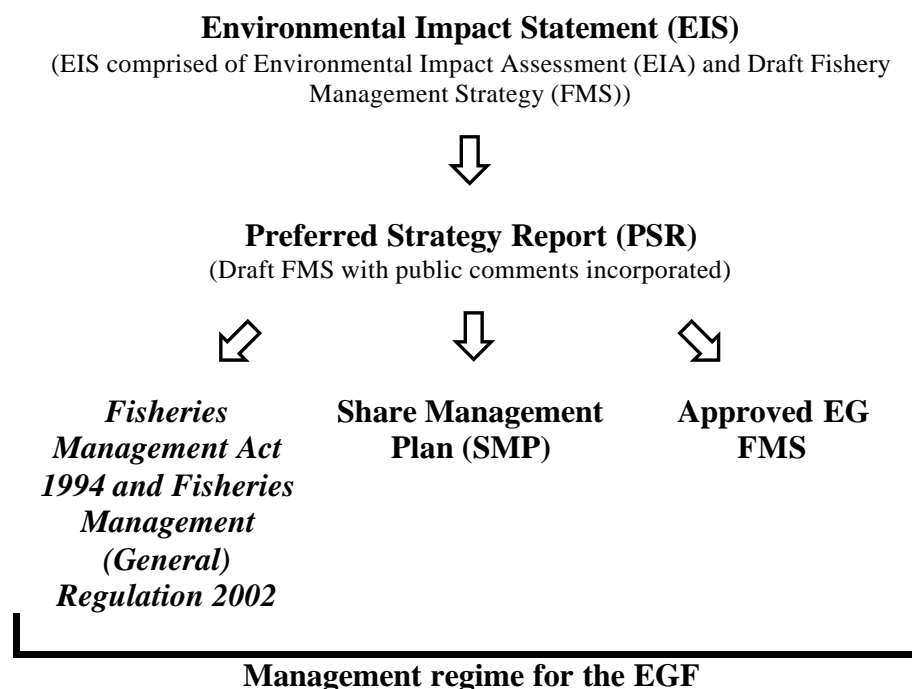 Environmental Impact Statement (EIS)
(EIS comprised of Environmental Impact Assessment (EIA) and Draft Fishery
Management Strategy (FMS))
Preferred Strategy Report (PSR)
(Draft FMS with public comments incorporated)
Fisheries
Management Act
1994 and Fisheries
Management
(General)
Regulation 2002
Share Management
Plan (SMP)
Approved EG
FMS
Management regime for the EGF